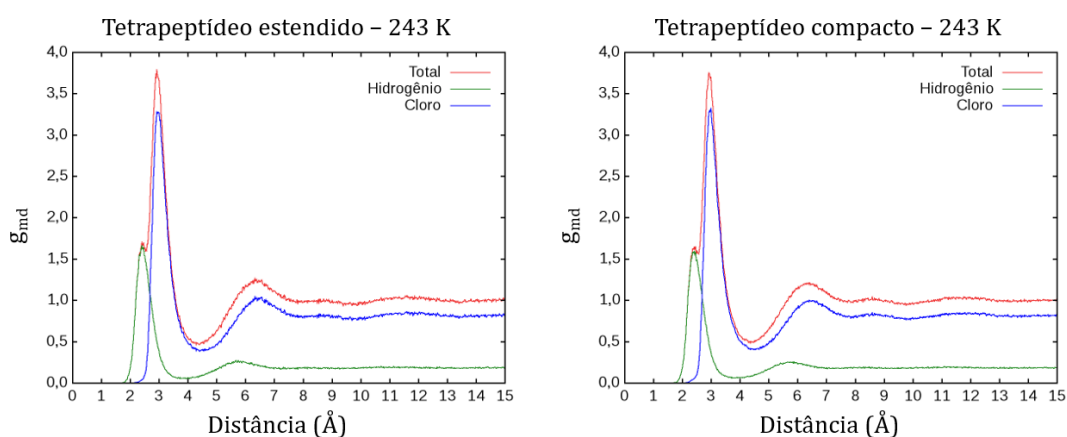 Tetrapeptídeo estendido – 243 K
4,0
3,5
3,0
2,5
2,0
1,5
1,0
0,5
0,0
g_md
Total
Hidrogênio
Cloro
0 1 2 3 4 5 6 7 8 9 10 11 12 13 14 15
Distância (Å)
Tetrapeptídeo compacto – 243 K
4,0
3,5
3,0
2,5
2,0
1,5
1,0
0,5
0,0
g_md
Total
Hidrogênio
Cloro
0 1 2 3 4 5 6 7 8 9 10 11 12 13 14 15
Distância (Å)